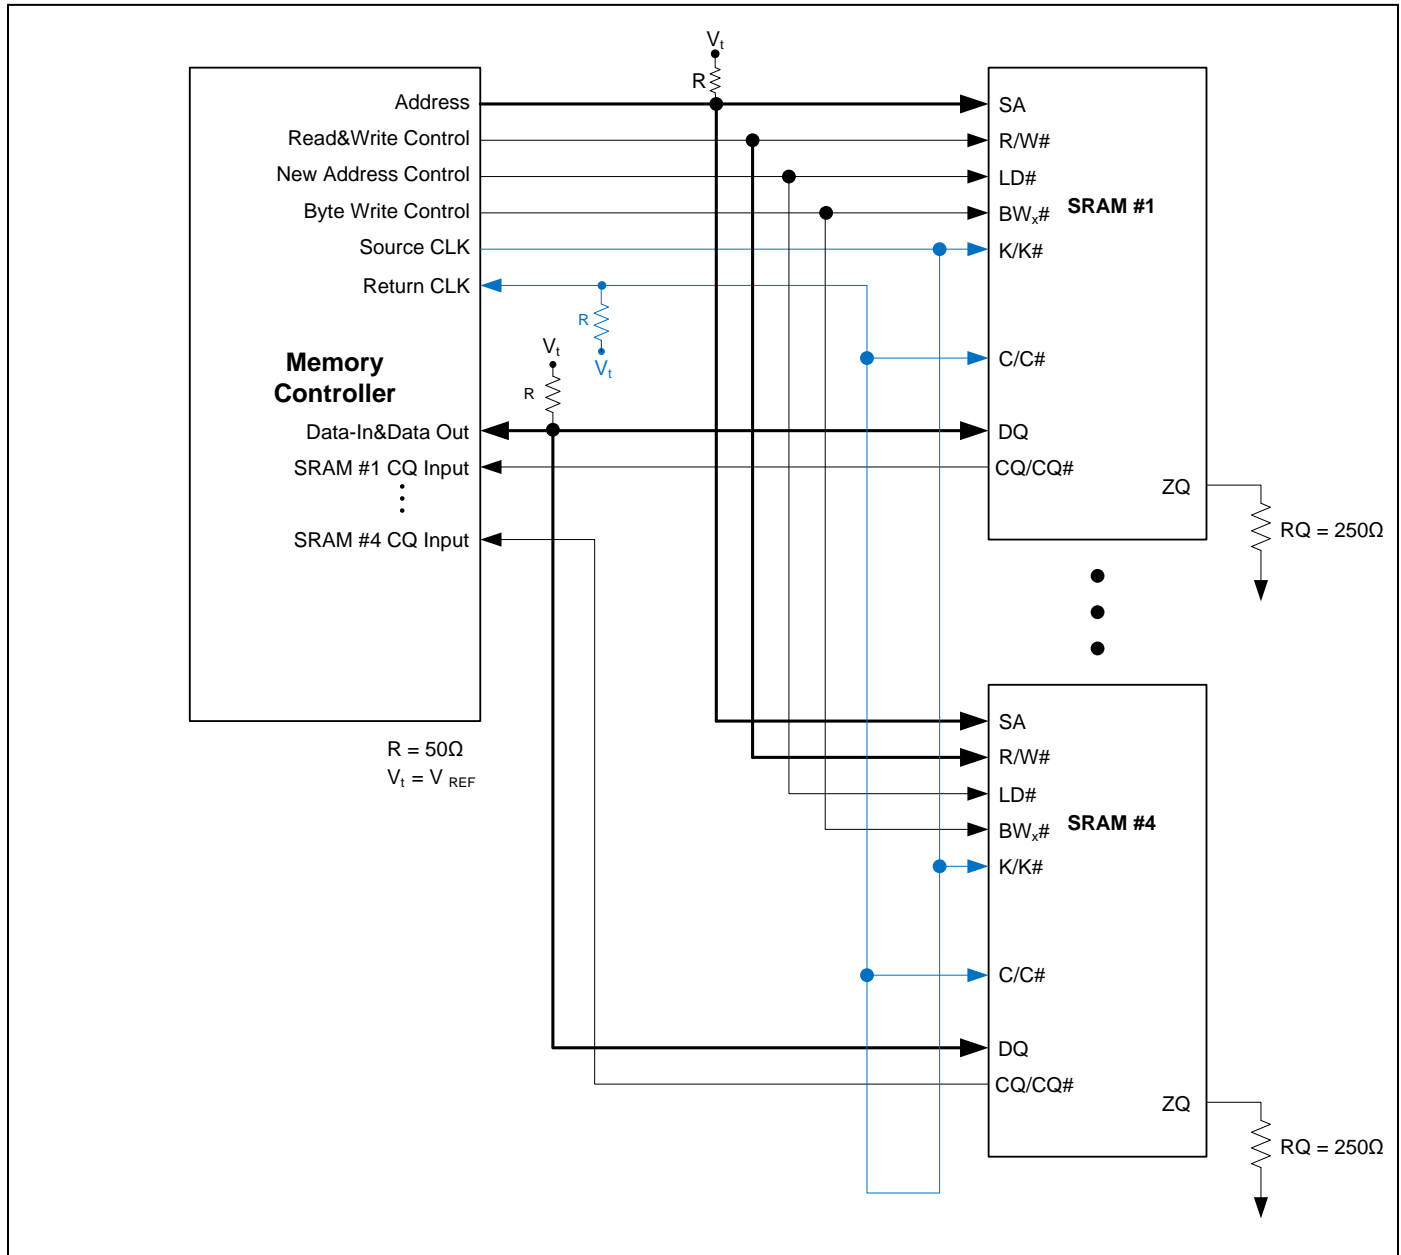 Vt
R
Address
Read&Write Control
New Address Control
Byte Write Control
Source CLK
Return CLK
R
Vt
Vt
R
Memory
Controller
Data-In&Data Out
SRAM #1 CQ Input
SRAM #4 CQ Input
R = 50Ω
Vt = V REF
SA
R/W#
LD#
BWx#
K/K#
SRAM #1
C/C#
DQ
CQ/CQ#
ZQ
RQ = 250Ω
SA
R/W#
LD#
BWx#
K/K#
SRAM #4
C/C#
DQ
CQ/CQ#
ZQ
RQ = 250Ω